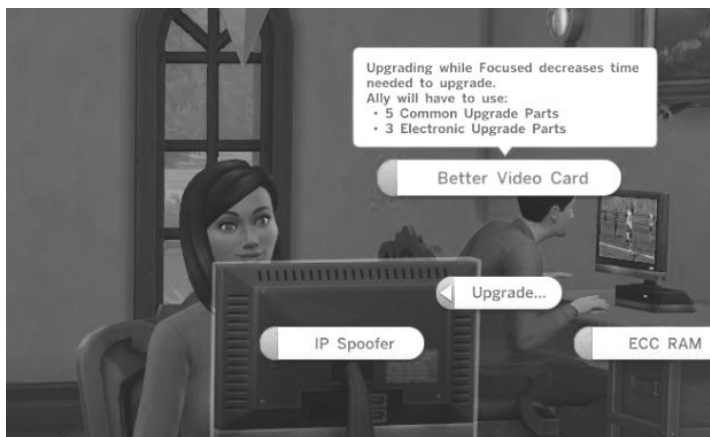 Upgrading while Focused decreases time
needed to upgrade.
Ally will have to use:
• 5 Common Upgrade Parts
• 3 Electronic Upgrade Parts
Better Video Card
Upgrade...
IP Spoofer
ECC RAM